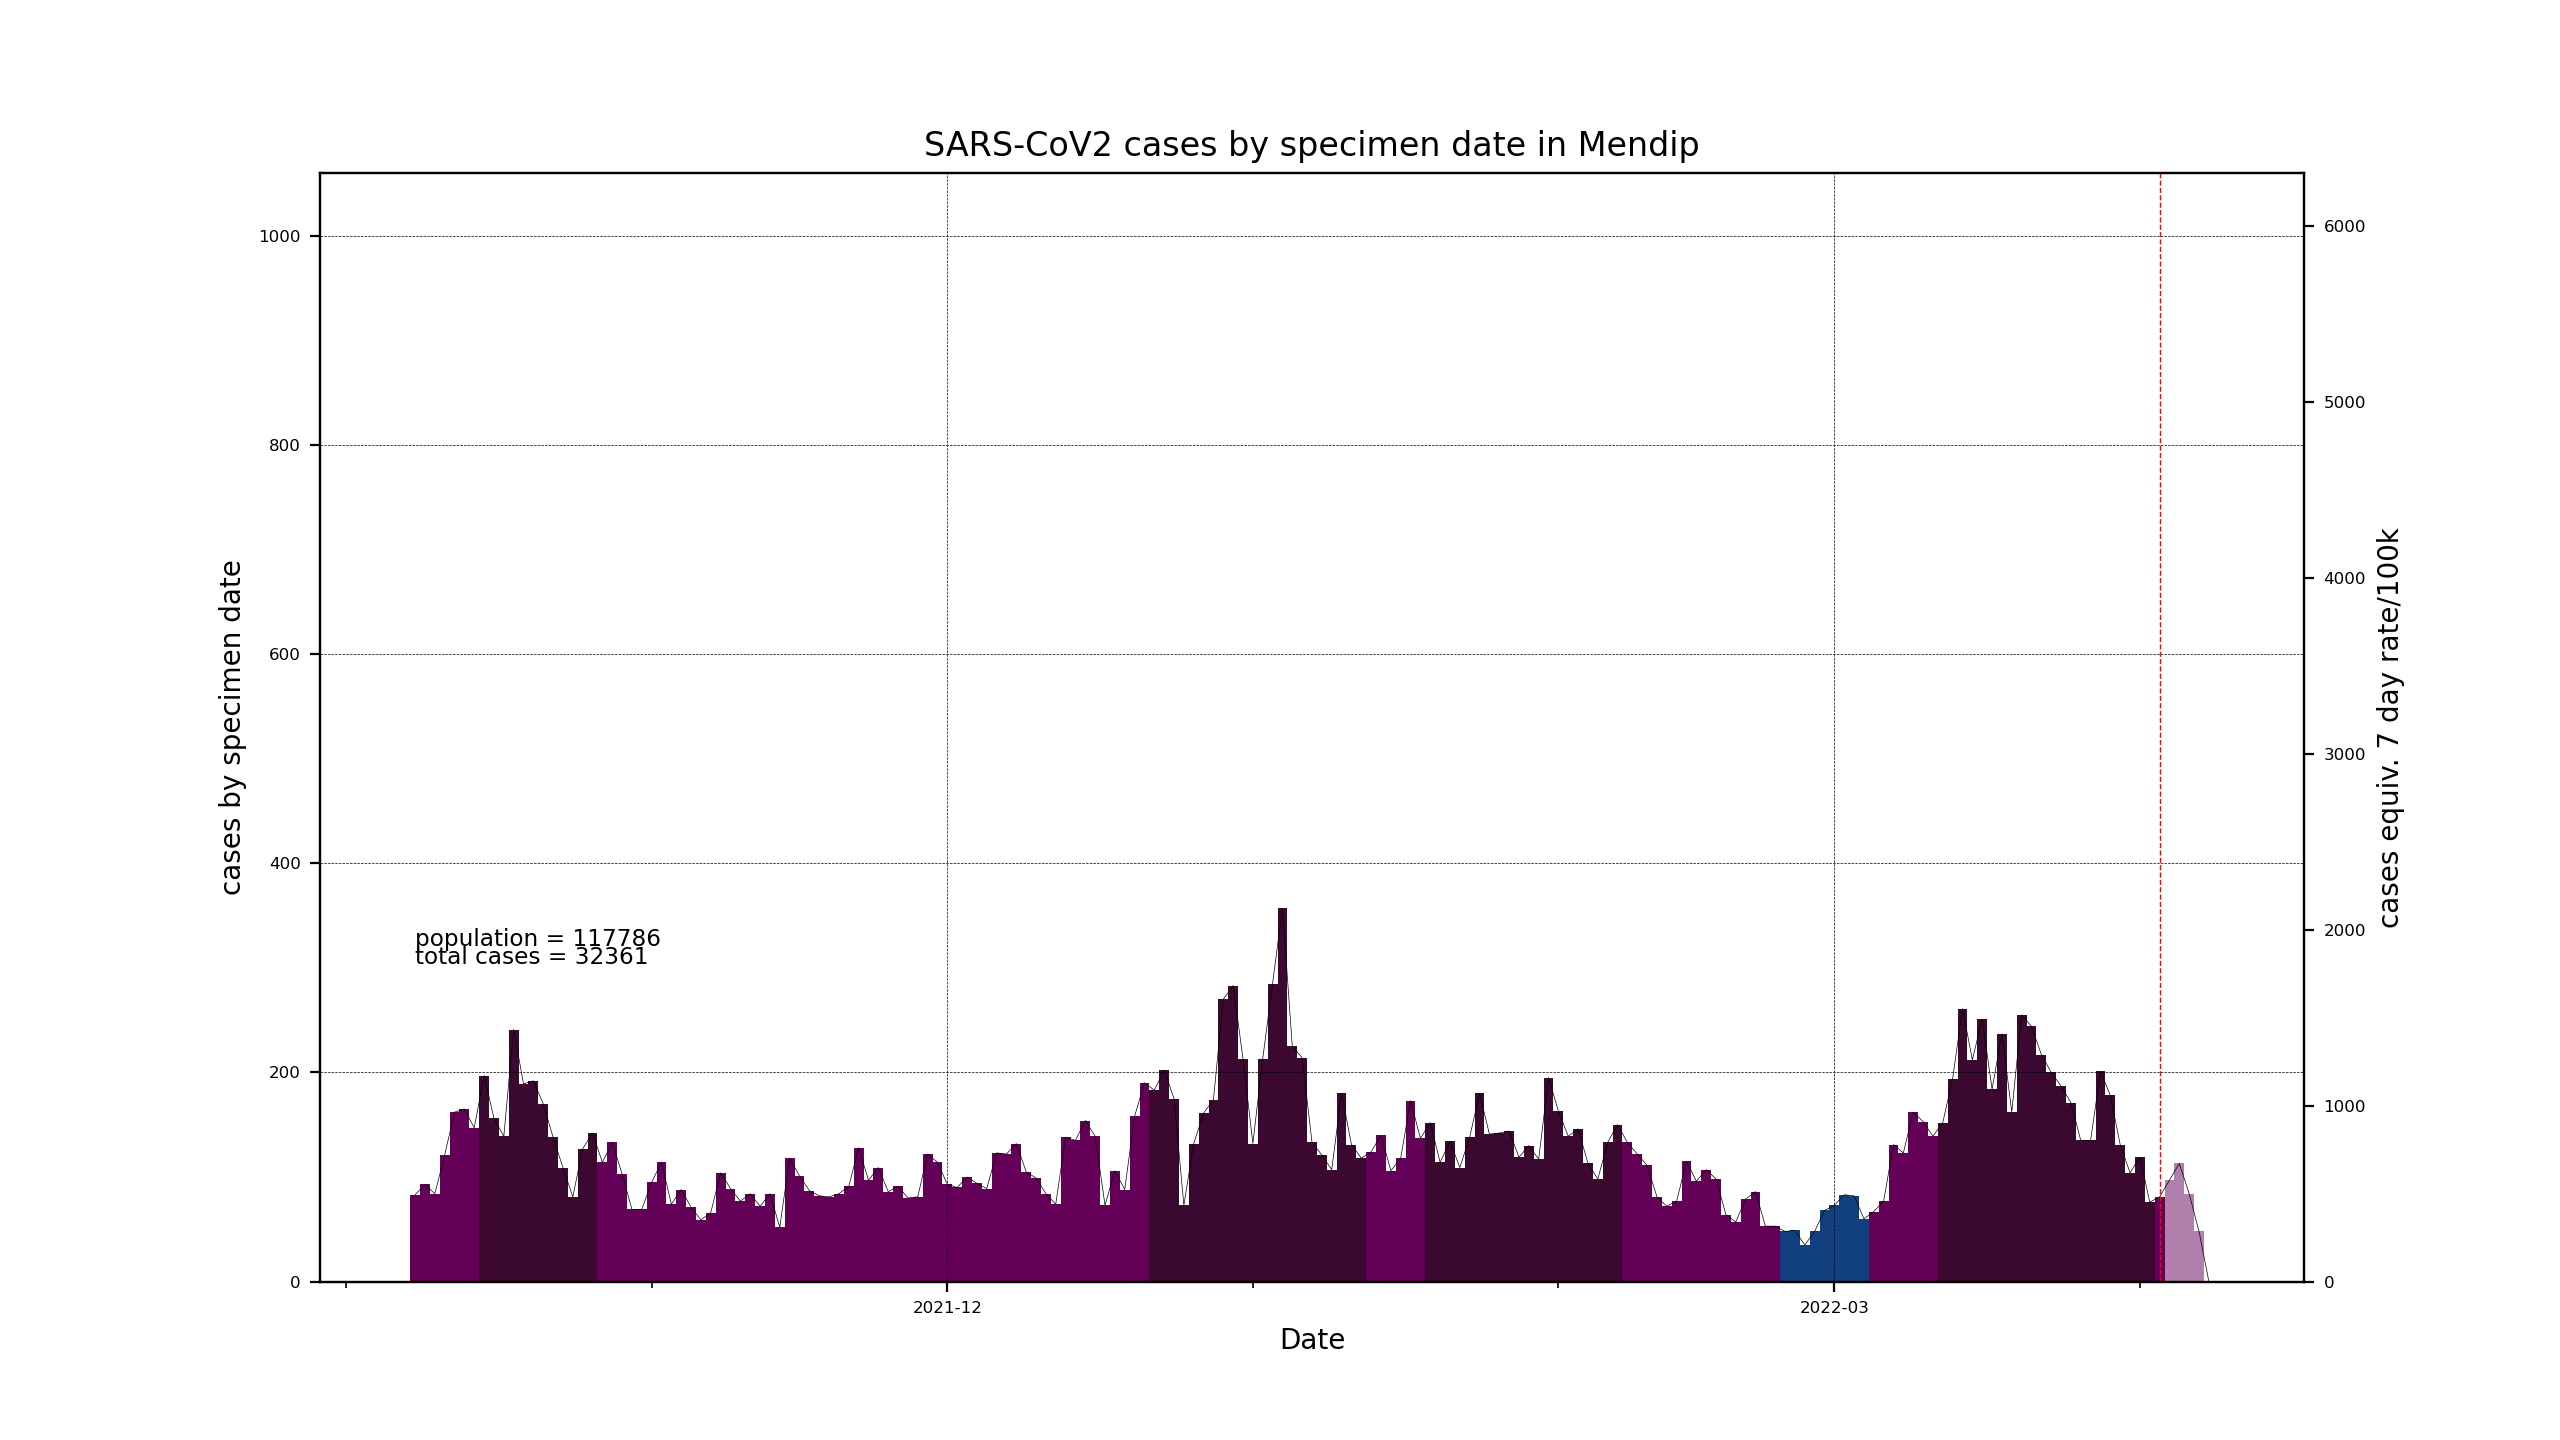 SARS-CoV2 cases by specimen date in Mendip
cases by specimen date
1000
800
600
400
200
0
population = 117786
total cases = 32361
6000
5000
4000
3000
2000
1000
0
cases equiv. 7 day rate/100k
2021-12
2022-03
Date